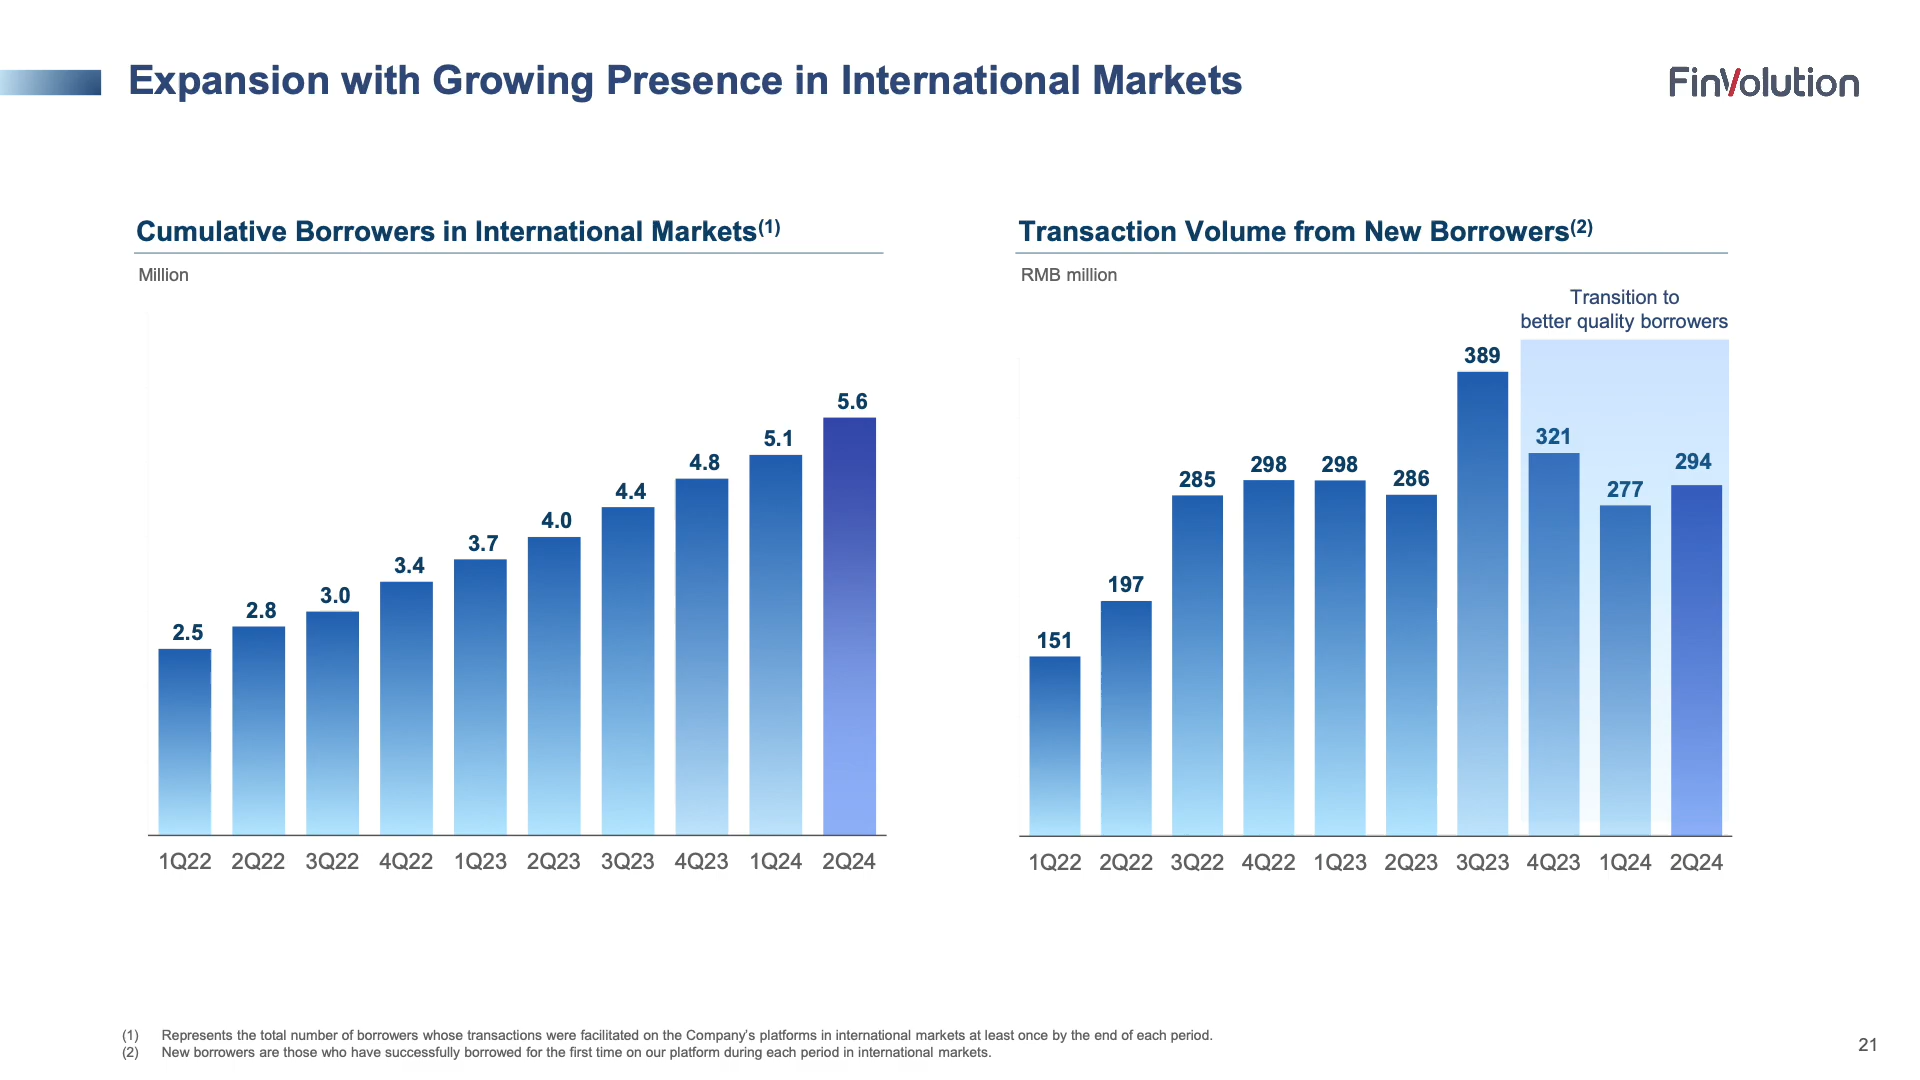 Expansion with Growing Presence in International Markets
FinVolution
Cumulative Borrowers in International Markets(1)
Million
2.5
2.8
3.0
3.4
3.7
4.0
4.4
4.8
5.1
5.6
1Q22 2Q22 3Q22 4Q22 1Q23 2Q23 3Q23 4Q23 1Q24 2Q24
Transaction Volume from New Borrowers(2)
RMB million
Transition to
better quality borrowers
151
197
285
298
298
286
389
321
277
294
1Q22 2Q22 3Q22 4Q22 1Q23 2Q23 3Q23 4Q23 1Q24 2Q24
(1) Represents the total number of borrowers whose transactions were facilitated on the Company's platforms in international markets at least once by the end of each period.
(2) New borrowers are those who have successfully borrowed for the first time on our platform during each period in international markets.
21